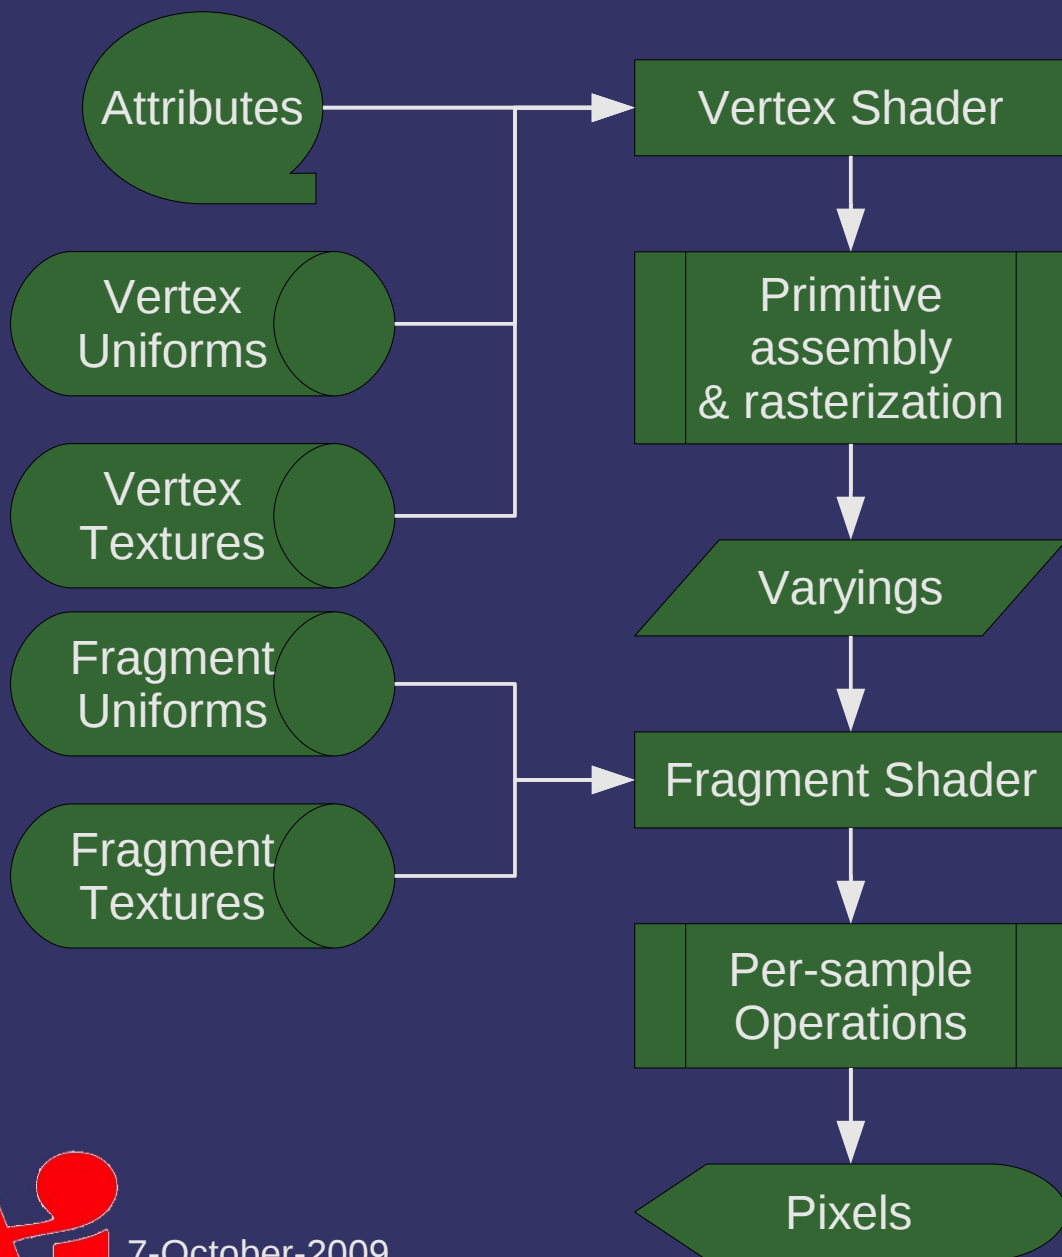 Attributes
Vertex Shader
Vertex
Uniforms
Primitive
assembly
& rasterization
Vertex
Textures
Varyings
Fragment
Uniforms
Fragment Shader
Fragment
Textures
Per-sample
Operations
Pixels
7-October-2009